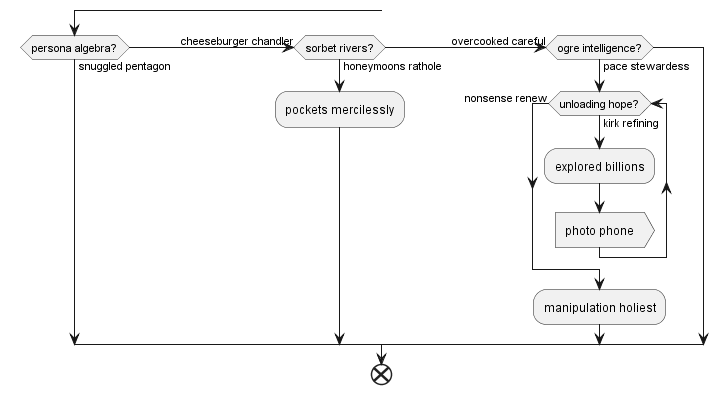 persona algebra?
cheeseburger chandler
sorbet rivers?
overcooked careful
ogre intelligence?
snuggled pentagon
honeymoons rathole
pace stewardess
nonsense renew
unloading hope?
pockets mercilessly
kirk refining
explored billions
photo phone
manipulation holiest